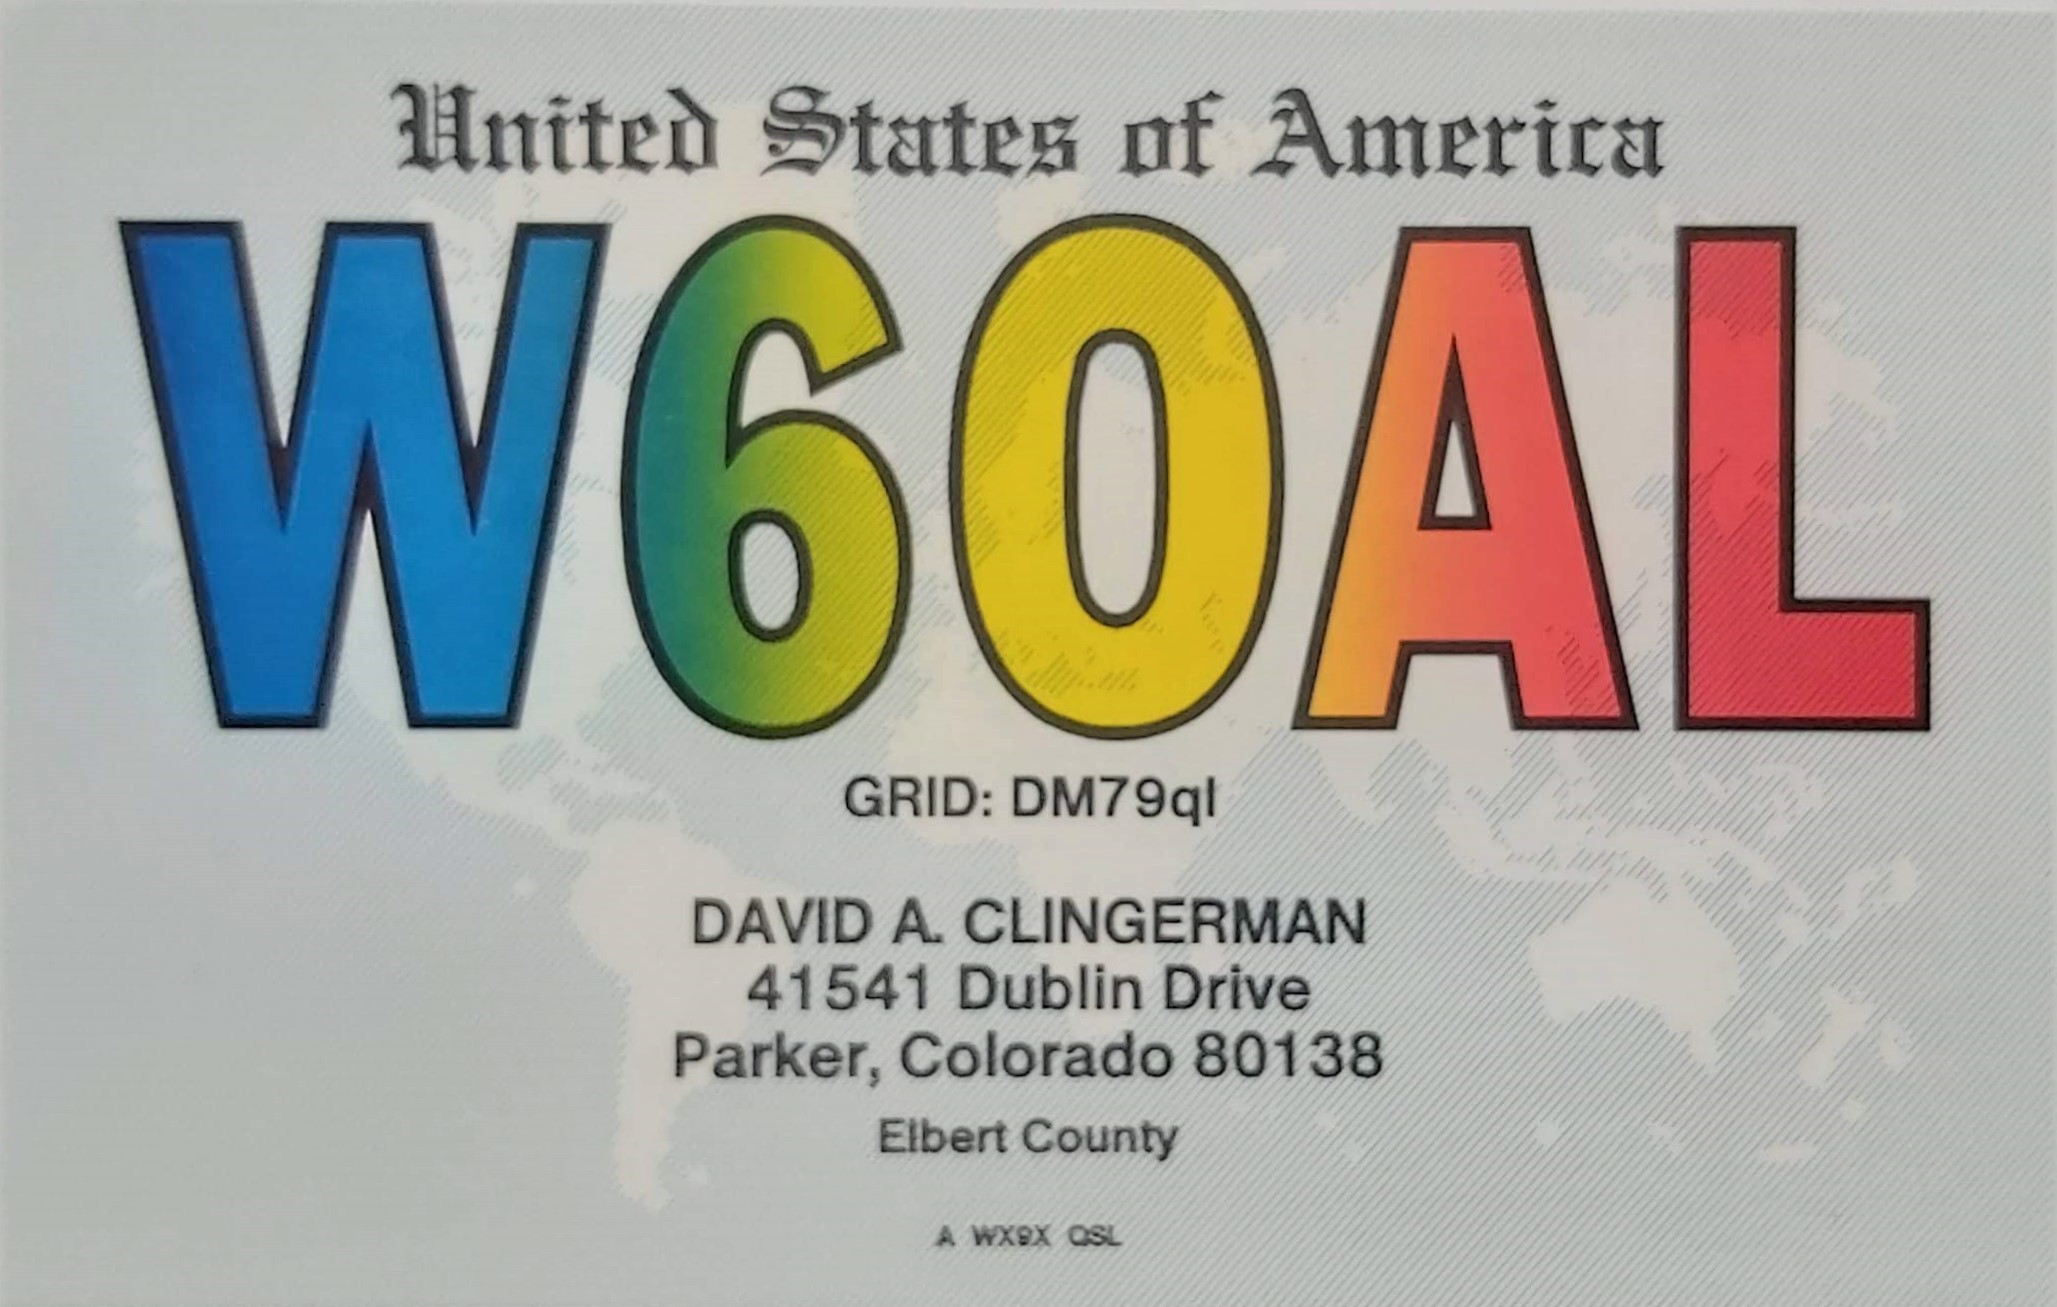 United States of America
W6OAL
GRID: DM79ql
DAVID A. CLINGERMAN
41541 Dublin Drive
Parker, Colorado 80138
Elbert County
A WX9X QSL